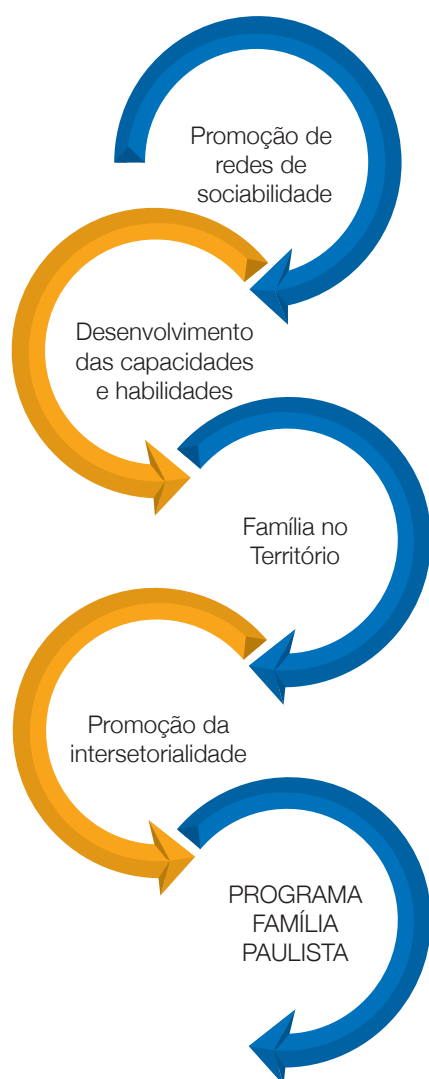 Promoção de
redes de
sociabilidade
Desenvolvimento
das capacidades
e habilidades
Família no
Território
Promoção da
intersetorialidade
PROGRAMA
FAMÍLIA
PAULISTA